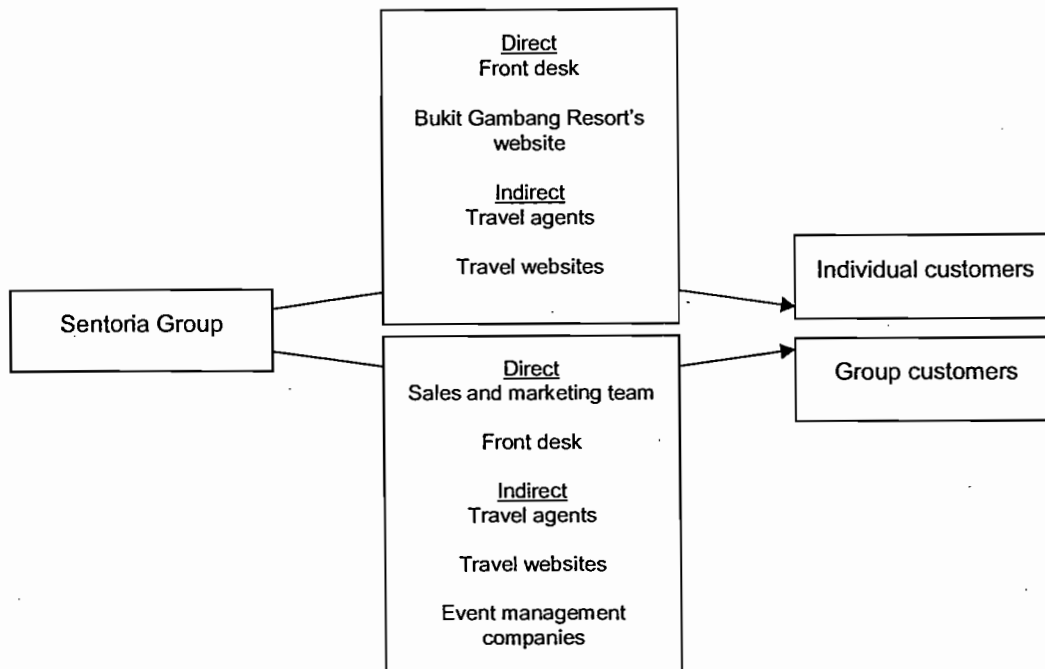 Sentoria Group
Direct
Front desk
Bukit Gambang Resort's
website
Indirect
Travel agents
Travel websites
Direct
Sales and marketing team
Front desk
Indirect
Travel agents
Travel websites
Event management
companies
Individual customers
Group customers